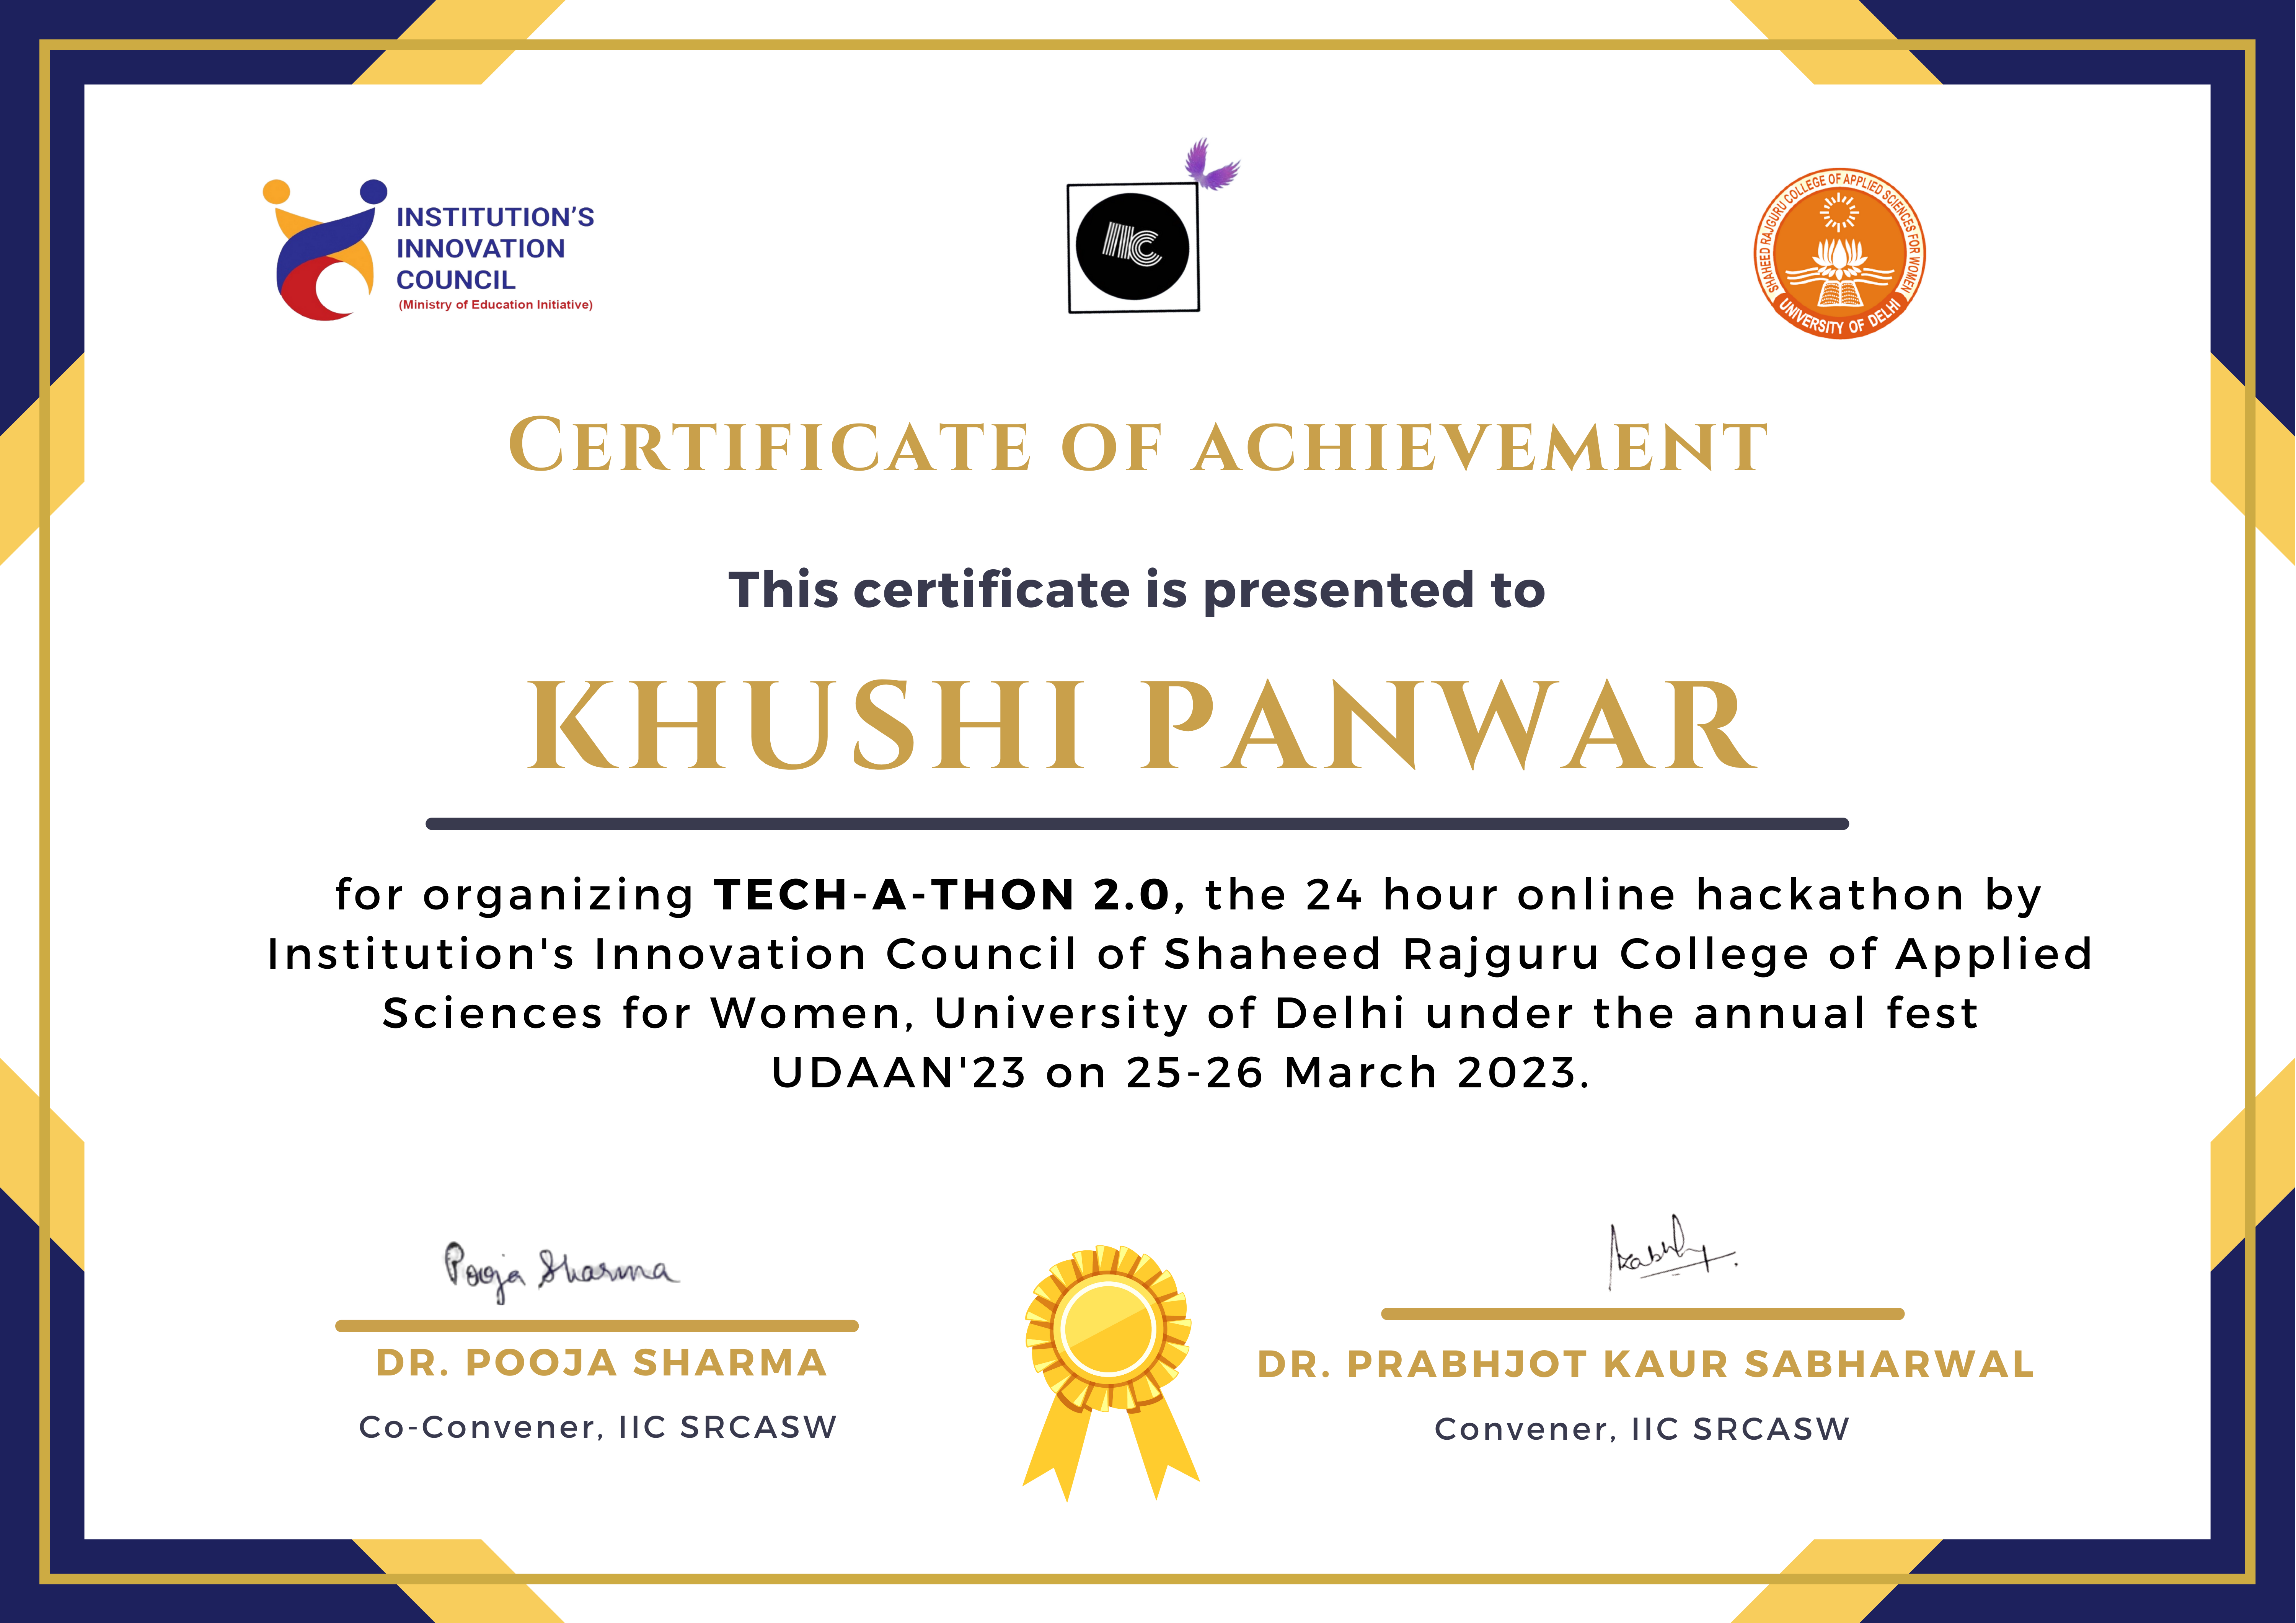 INSTITUTION'S
INNOVATION
COUNCIL
(Ministry of Education Initiative)
IIC
SHAHEED RAJGURU COLLEGE OF APPLIED SCIENCES FOR WOMEN
UNIVERSITY OF DELHI
CERTIFICATE OF ACHIEVEMENT
This certificate is presented to
KHUSHI PANWAR
for organizing TECH-A-THON 2.0, the 24 hour online hackathon by
Institution's Innovation Council of Shaheed Rajguru College of Applied
Sciences for Women, University of Delhi under the annual fest
UDAAN'23 on 25-26 March 2023.
Pooja Sharma
DR. POOJA SHARMA
DR. PRABHJOT KAUR SABHARWAL
Co-Convener, IIC SRCASW
Convener, IIC SRCASW